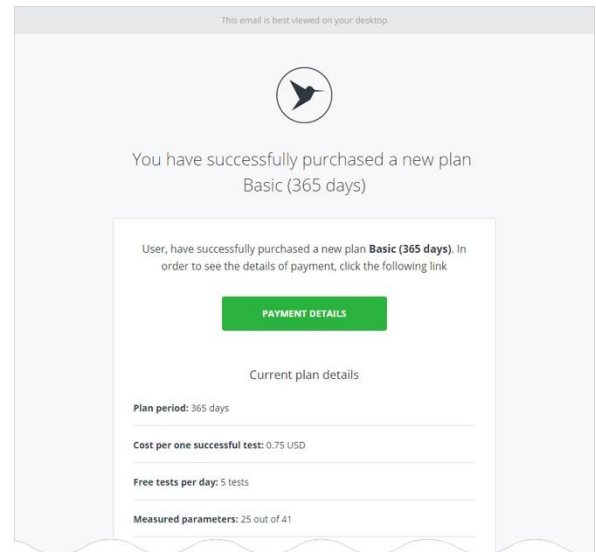 This email is best viewed on your desktop
You have successfully purchased a new plan
Basic (365 days)
User, have successfully purchased a new plan Basic (365 days). In
order to see the details of payment, click the following link
PAYMENT DETAILS
Current plan details
Plan period: 365 days
Cost per one successful test: 0.75 USD
Free tests per day: 5 tests
Measured parameters: 25 out of 41